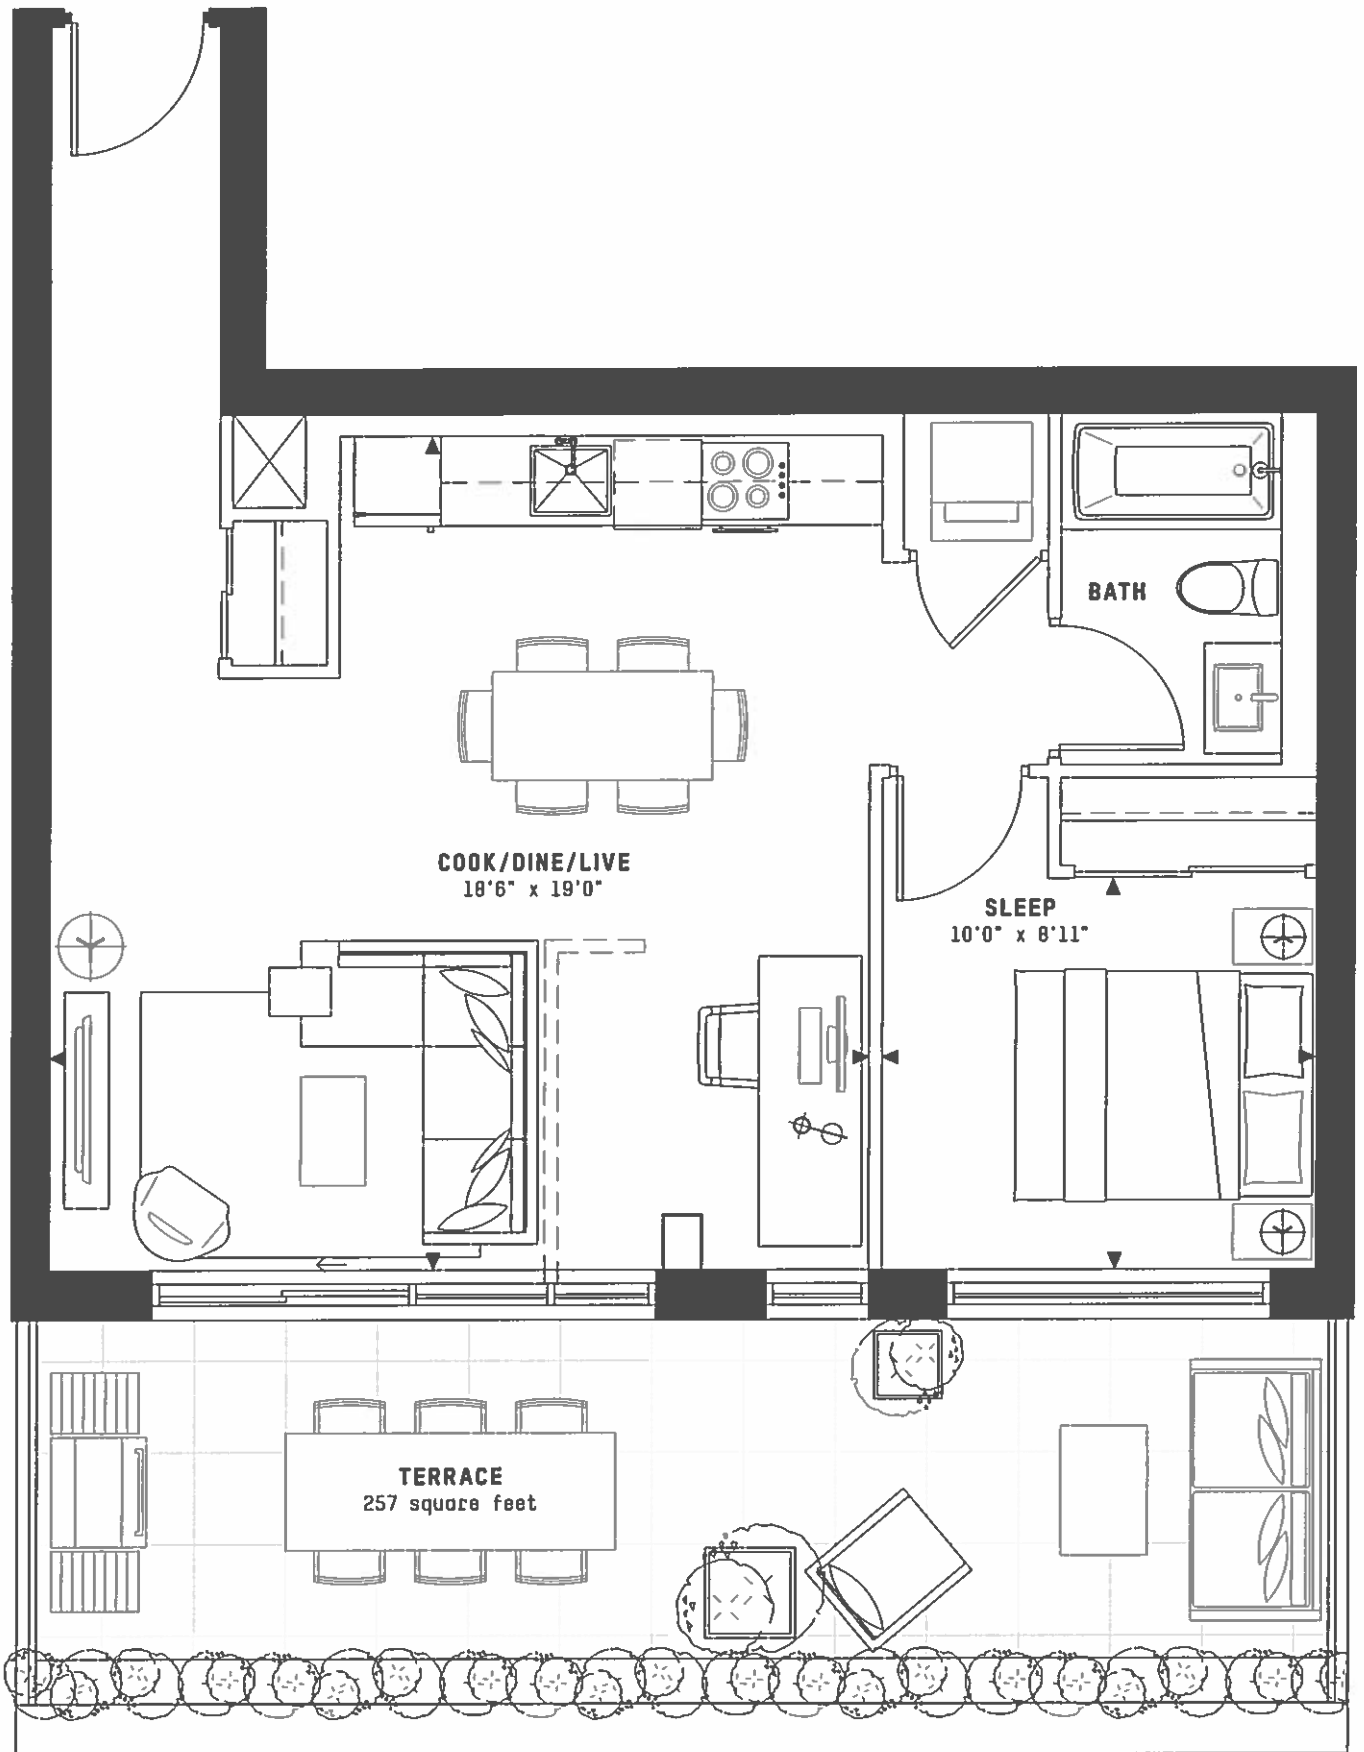 BATH
COOK/DINE/LIVE
18'6" x 19'0"
SLEEP
10'0" x 8'11"
TERRACE
257 square feet